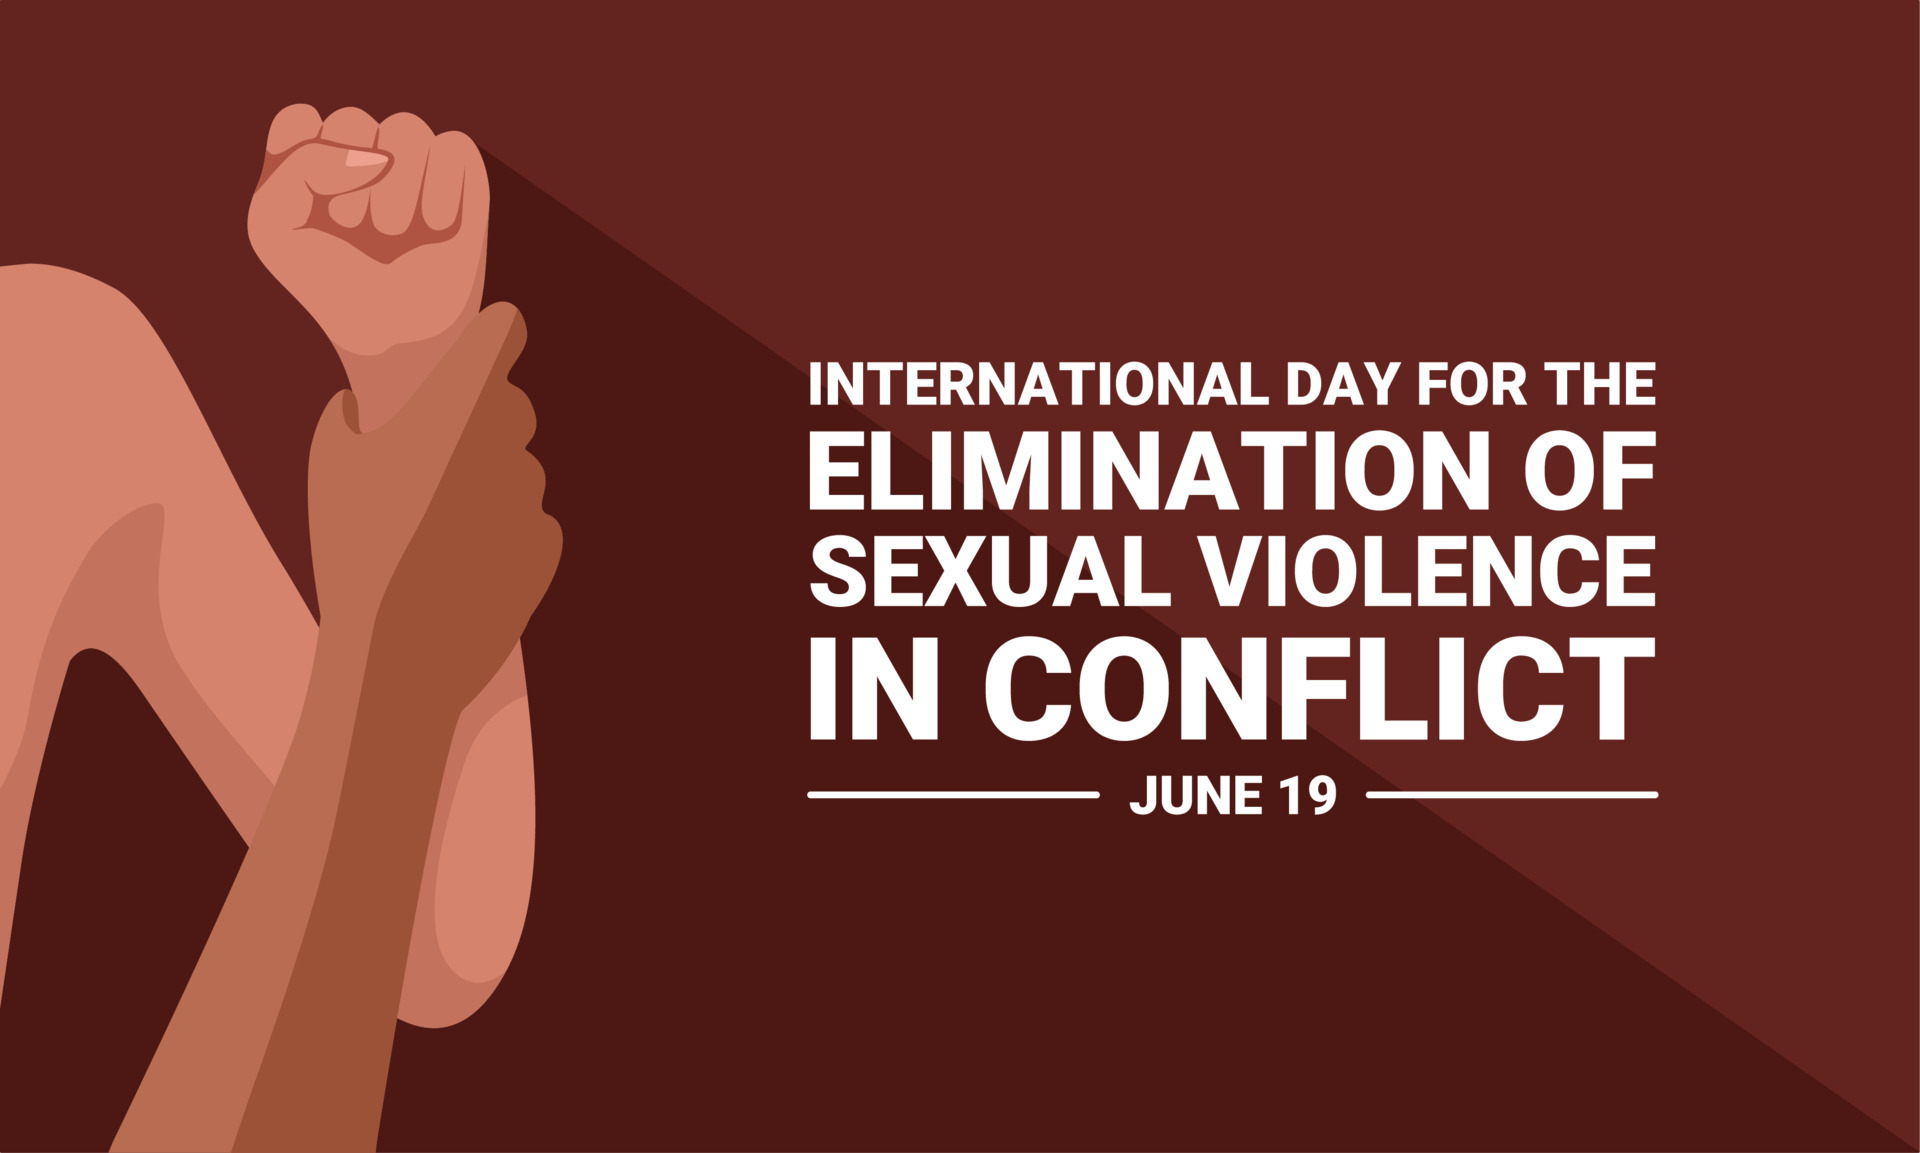 INTERNATIONAL DAY FOR THE
ELIMINATION OF
SEXUAL VIOLENCE
IN CONFLICT
JUNE 19